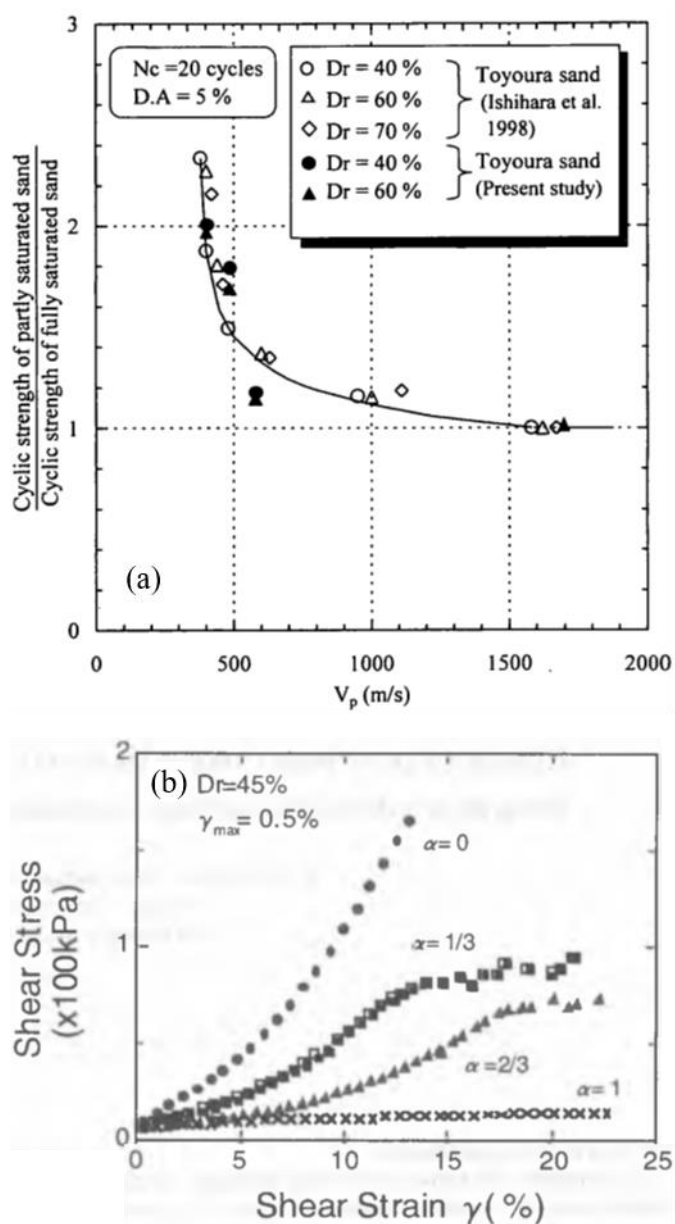 3
Nc =20 cycles
D.A = 5 %
Dr = 40 %
Dr = 60 %
Dr = 70 %
Toyoura sand
(Ishihara et al.
1998)
Dr = 40 %
Dr = 60 %
Toyoura sand
(Present study)
Cyclic strength of partly saturated sand
Cyclic strength of fully saturated sand
2
1
0
(a)
0
500
1000
1500
2000
Vp (m/s)
2
(b)
Dr=45%
γmax= 0.5%
α= 0
α= 1/3
α= 2/3
α= 1
Shear Stress
(x100kPa)
1
0
0
5
10
15
20
25
Shear Strain γ(%)